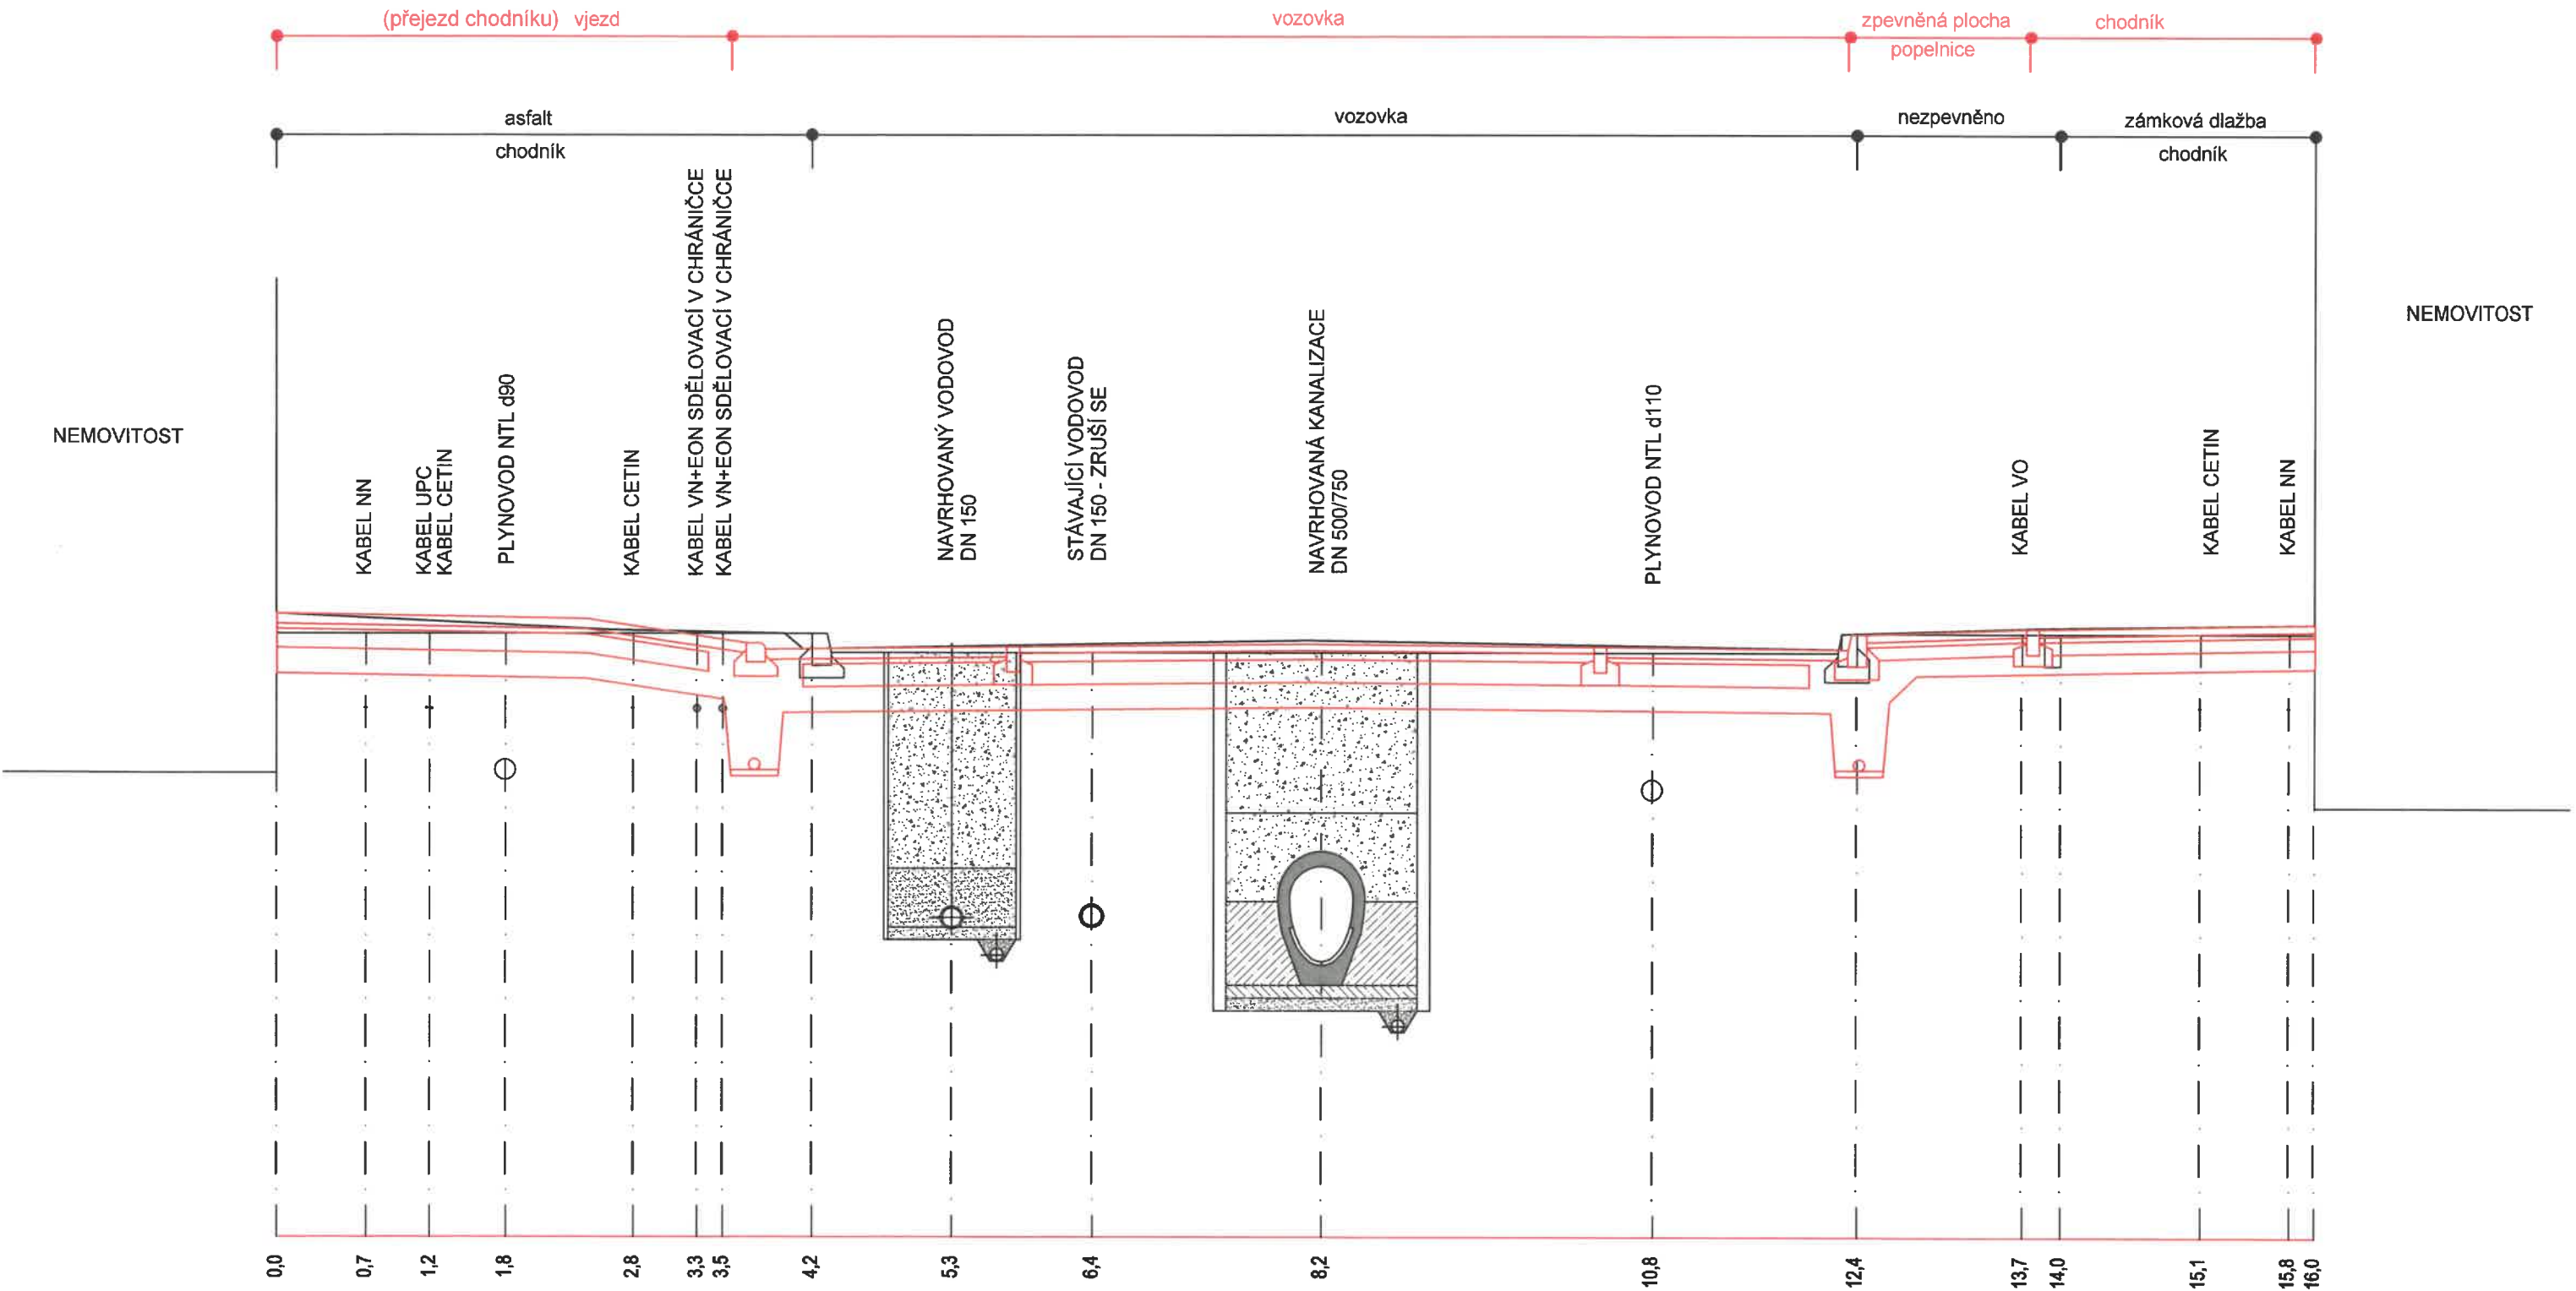 (přejezd chodníku) vjezd
vozovka
zpevněná plocha
popelnice
chodník
asfalt
chodník
vozovka
nezpevněno
zámková dlažba
chodník
NEMOVITOST
NEMOVITOST
KABEL NN
KABEL UPC
KABEL CETIN
PLYNOVOD NTL d90
KABEL CETIN
KABEL VN+EON SDĚLOVACÍ V CHRÁNIČCE
KABEL VN+EON SDĚLOVACÍ V CHRÁNIČCE
NAVRHOVANÝ VODOVOD
DN 150
STÁVAJÍCÍ VODOVOD
DN 150 - ZRUŠÍ SE
NAVRHOVANÁ KANALIZACE
DN 500/750
PLYNOVOD NTL d110
KABEL VO
KABEL CETIN
KABEL NN
0,0
0,7
1,2
1,8
2,8
3,3
3,5
4,2
5,3
6,4
8,2
10,8
12,4
13,7
14,0
15,1
15,8
16,0